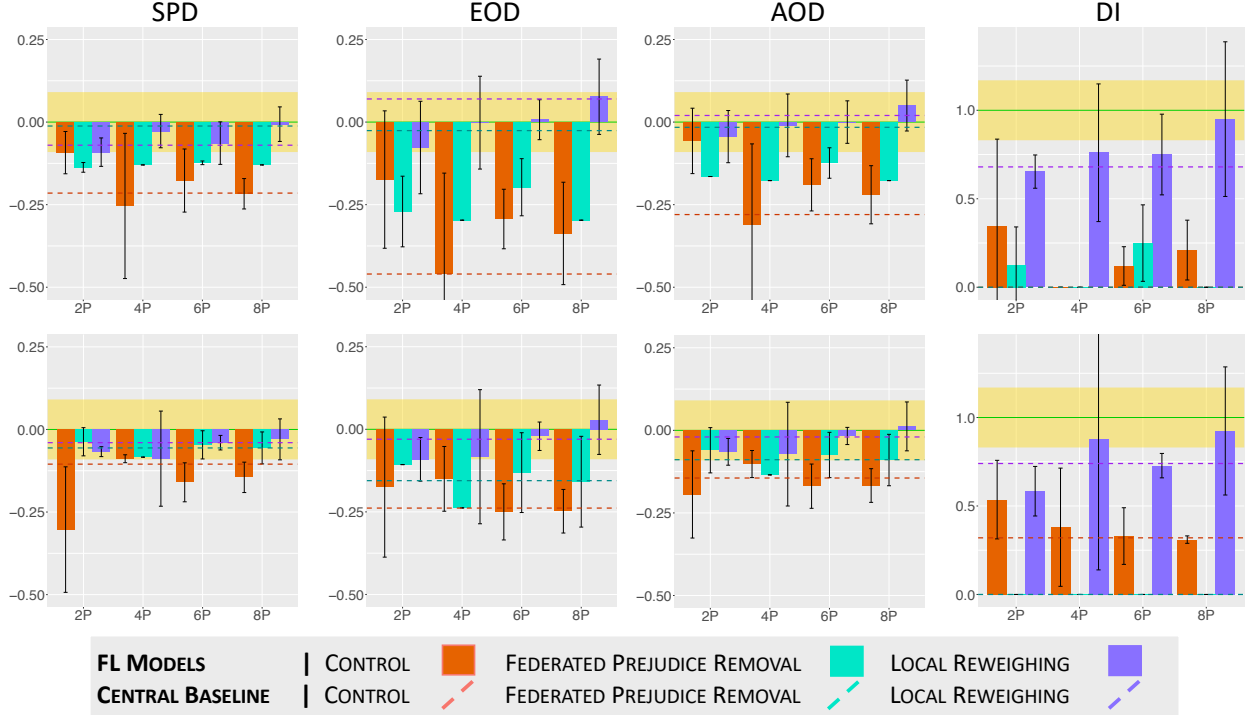 SPD EOD AOD DI
0.25 0.25 0.25
0.00 0.00 0.00 1.0
−0.25 −0.25 −0.25 0.5
−0.50 −0.50 −0.50 0.0
2P 4P 6P 8P 2P 4P 6P 8P 2P 4P 6P 8P 2P 4P 6P 8P
0.25 0.25 0.25
0.00 0.00 0.00 1.0
−0.25 −0.25 −0.25 0.5
−0.50 −0.50 −0.50 0.0
2P 4P 6P 8P 2P 4P 6P 8P 2P 4P 6P 8P 2P 4P 6P 8P
FL MODELS | CONTROL FEDERATED PREJUDICE REMOVAL LOCAL REWEIGHING
CENTRAL BASELINE | CONTROL FEDERATED PREJUDICE REMOVAL LOCAL REWEIGHING